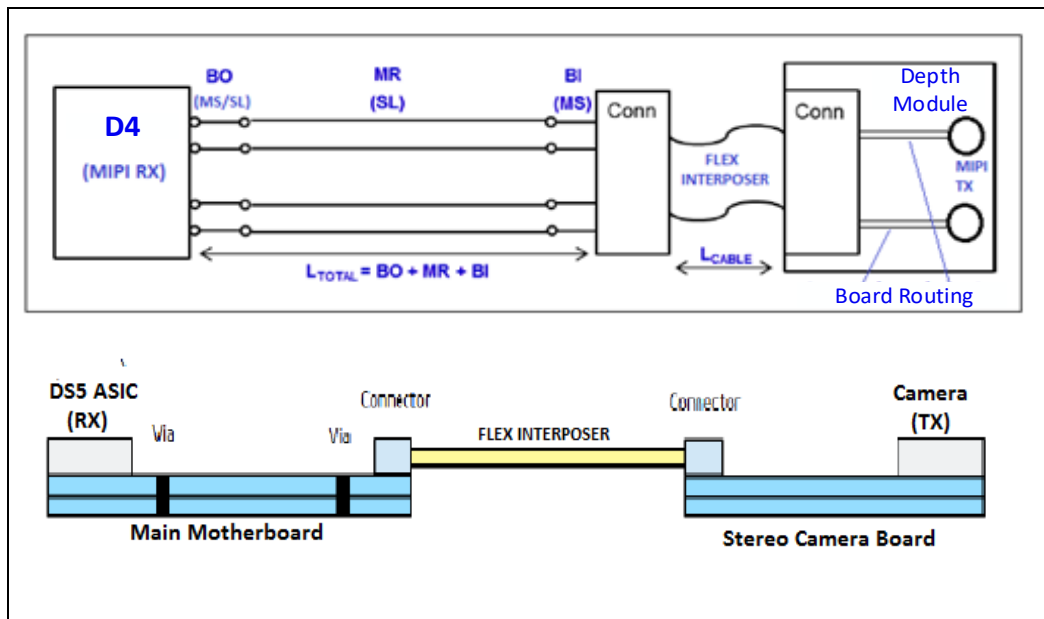 BO
(MS/SL)
MR
(SL)
BI
(MS)
D4
(MIPI RX)
Conn
FLEX
INTERPOSER
Conn
Depth
Module
MIPI
TX
L_TOTAL = BO + MR + BI
L_CABLE
Board Routing
DS5 ASIC
(RX)
Via
Via
Connector
FLEX INTERPOSER
Connector
Camera
(TX)
Main Motherboard
Stereo Camera Board